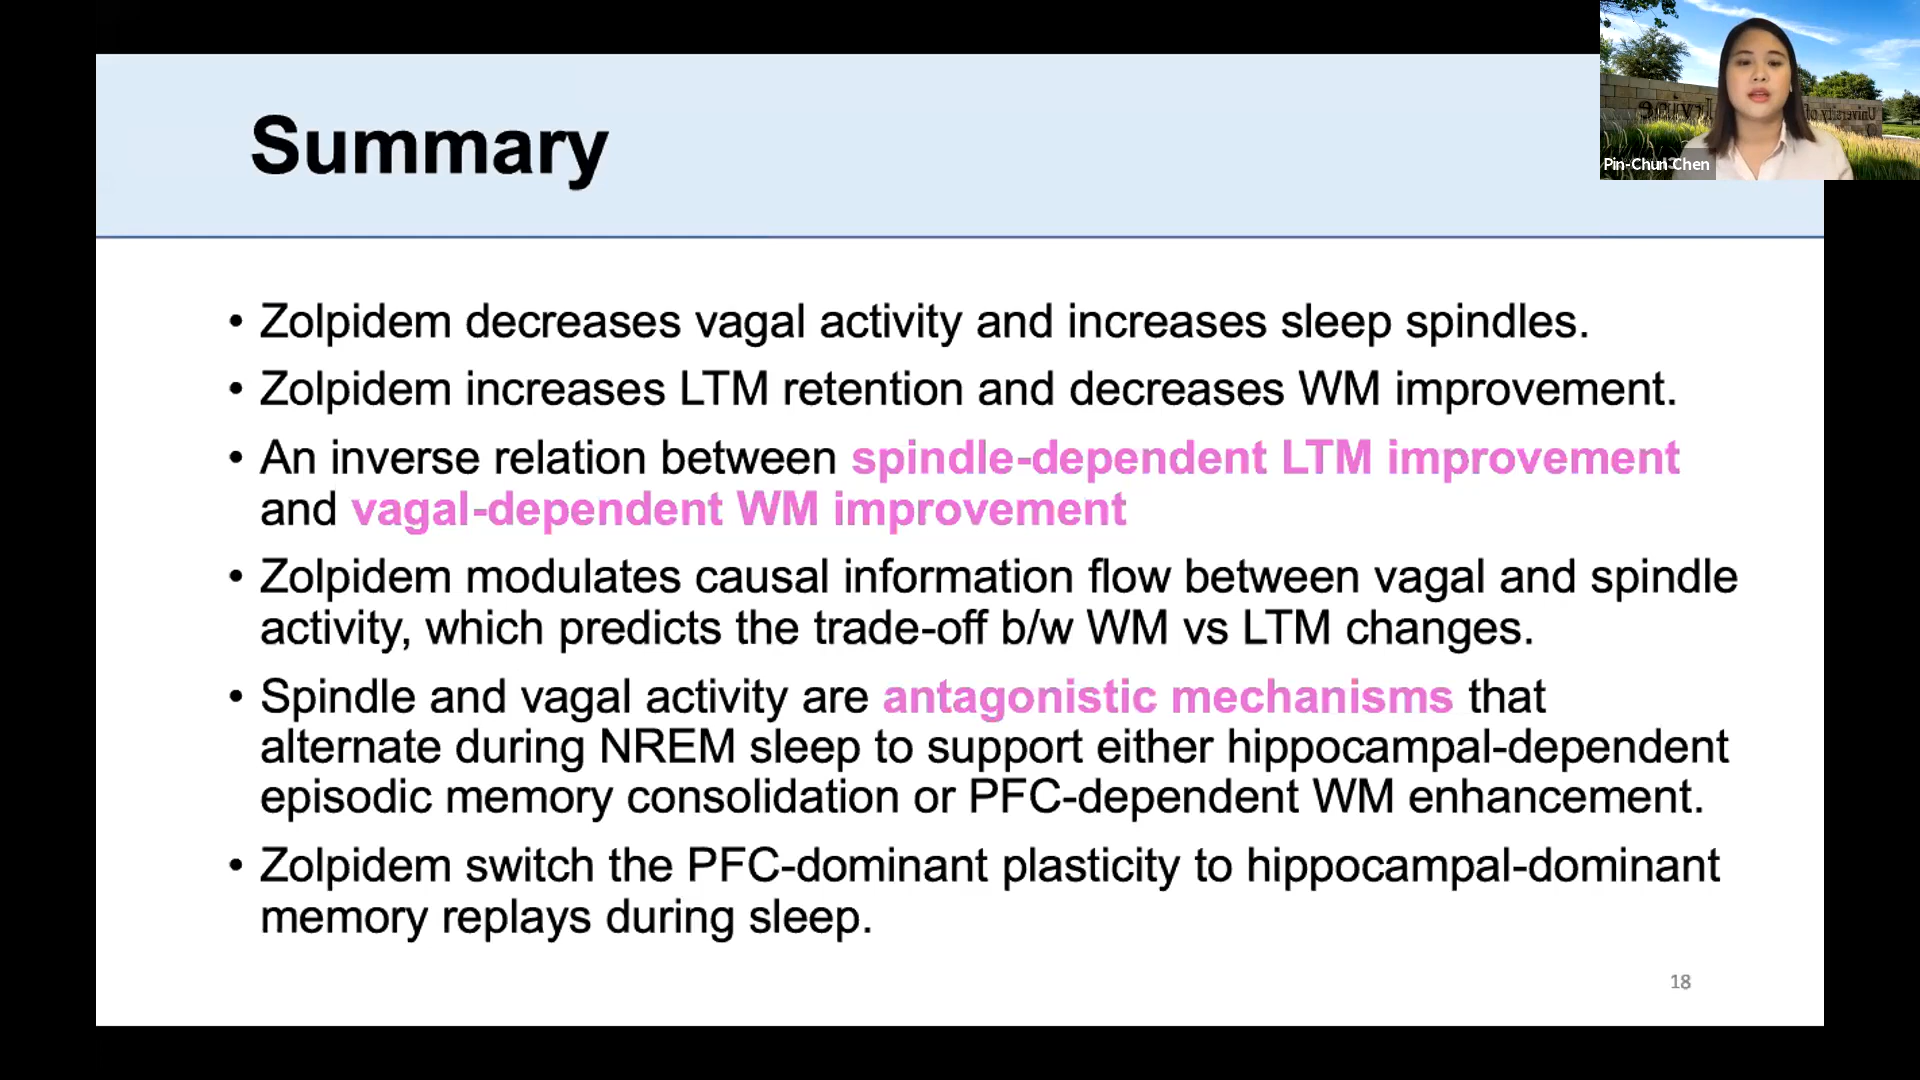 Summary
Pin-Chun Chen
• Zolpidem decreases vagal activity and increases sleep spindles.
• Zolpidem increases LTM retention and decreases WM improvement.
• An inverse relation between spindle-dependent LTM improvement
and vagal-dependent WM improvement
• Zolpidem modulates causal information flow between vagal and spindle
activity, which predicts the trade-off b/w WM vs LTM changes.
• Spindle and vagal activity are antagonistic mechanisms that
alternate during NREM sleep to support either hippocampal-dependent
episodic memory consolidation or PFC-dependent WM enhancement.
• Zolpidem switch the PFC-dominant plasticity to hippocampal-dominant
memory replays during sleep.
18